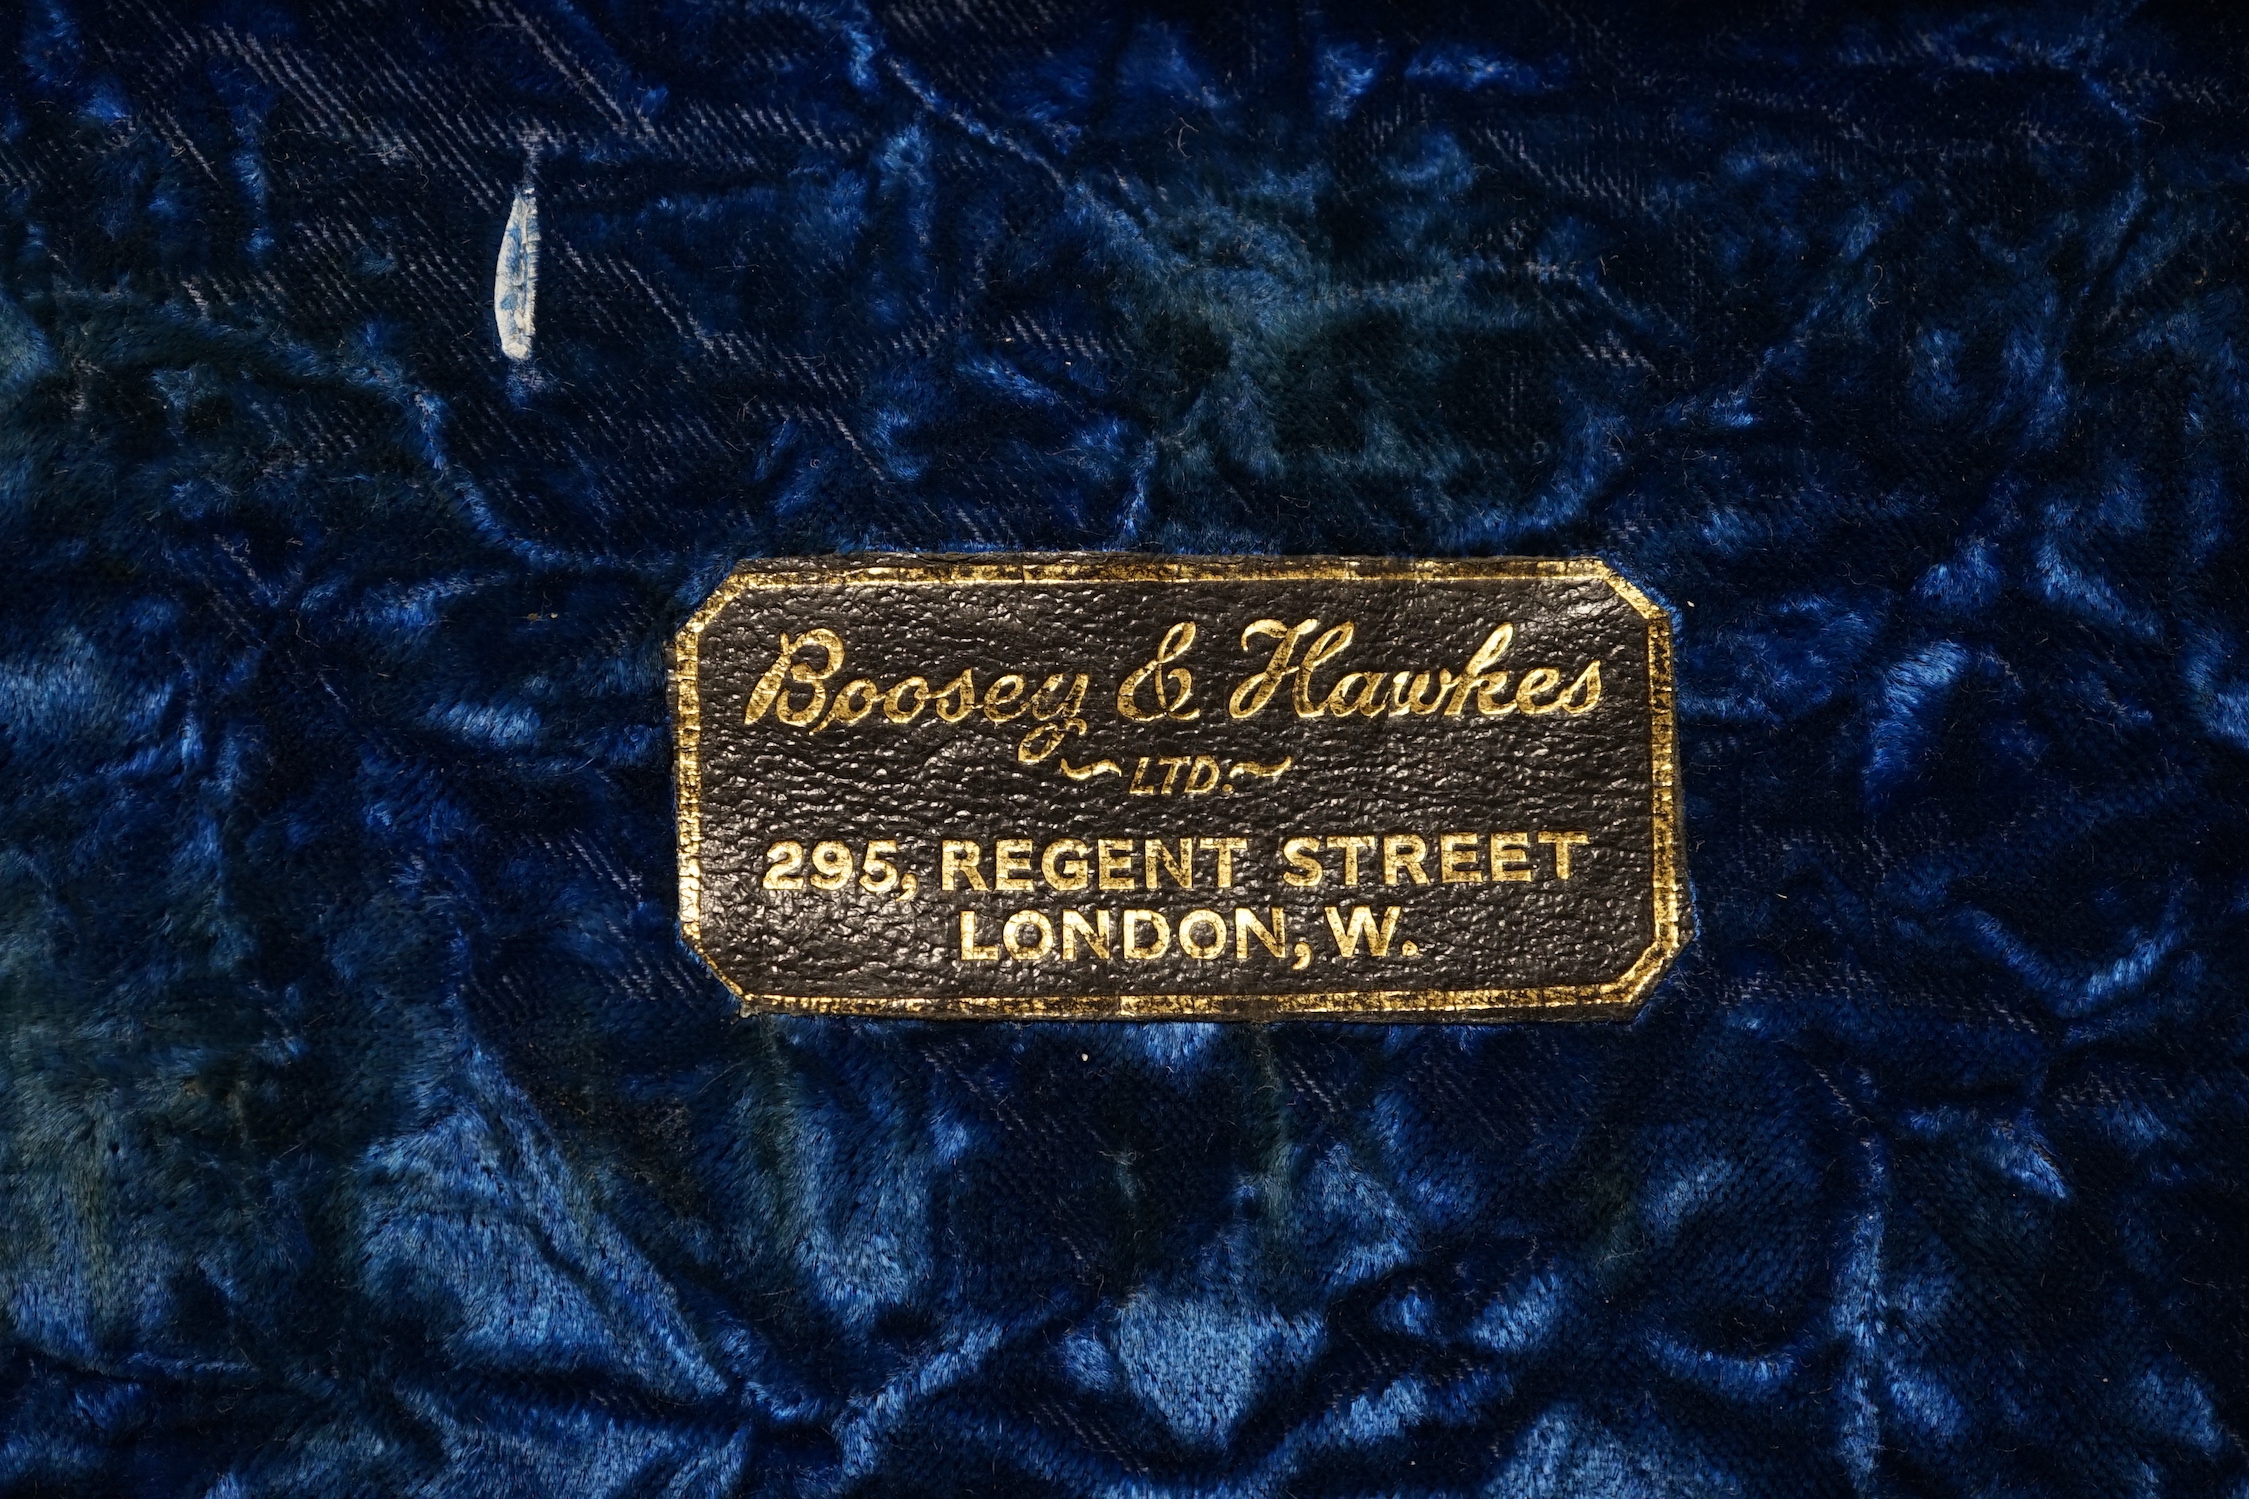 Boosey & Hawkes
~LTD.~
295, REGENT STREET
LONDON, W.